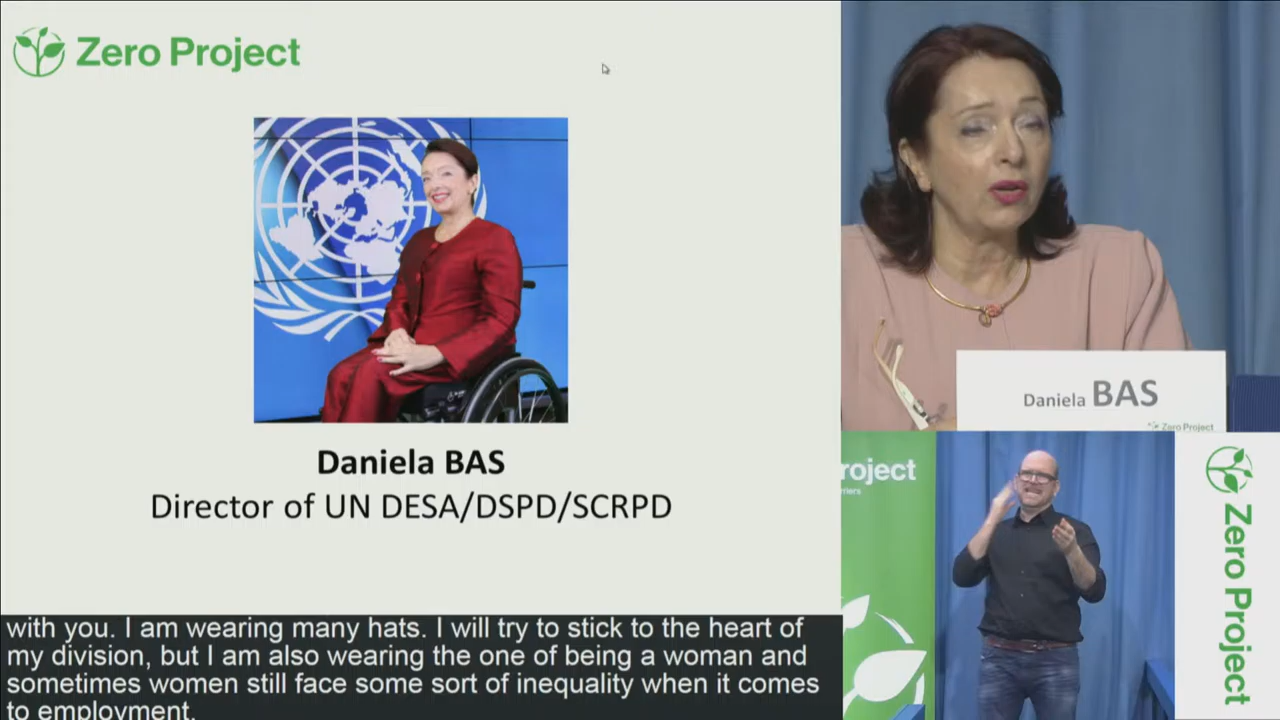 Zero Project
Daniela BAS
Director of UN DESA/DSPD/SCRPD
with you. I am wearing many hats. I will try to stick to the heart of
my division, but I am also wearing the one of being a woman and
sometimes women still face some sort of inequality when it comes
to employment.
Daniela BAS
Zero Project
roject
riers
Zero Project